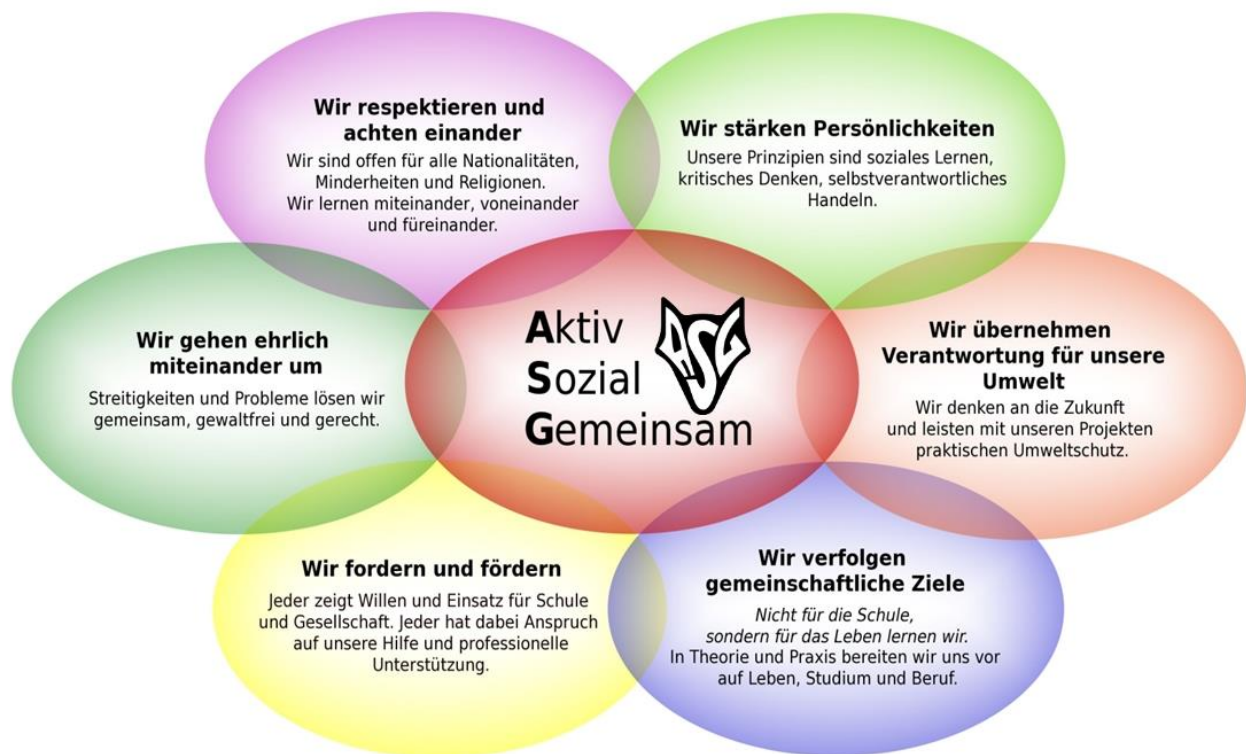 Wir respektieren und
achten einander
Wir sind offen für alle Nationalitäten,
Minderheiten und Religionen.
Wir lernen miteinander, voneinander
und füreinander.
Wir stärken Persönlichkeiten
Unsere Prinzipien sind soziales Lernen,
kritisches Denken, selbstverantwortliches
Handeln.
Wir gehen ehrlich
miteinander um
Streitigkeiten und Probleme lösen wir
gemeinsam, gewaltfrei und gerecht.
Aktiv
Sozial
Gemeinsam
ASG
Wir übernehmen
Verantwortung für unsere
Umwelt
Wir denken an die Zukunft
und leisten mit unseren Projekten
praktischen Umweltschutz.
Wir fordern und fördern
Jeder zeigt Willen und Einsatz für Schule
und Gesellschaft. Jeder hat dabei Anspruch
auf unsere Hilfe und professionelle
Unterstützung.
Wir verfolgen
gemeinschaftliche Ziele
Nicht für die Schule,
sondern für das Leben lernen wir.
In Theorie und Praxis bereiten wir uns vor
auf Leben, Studium und Beruf.